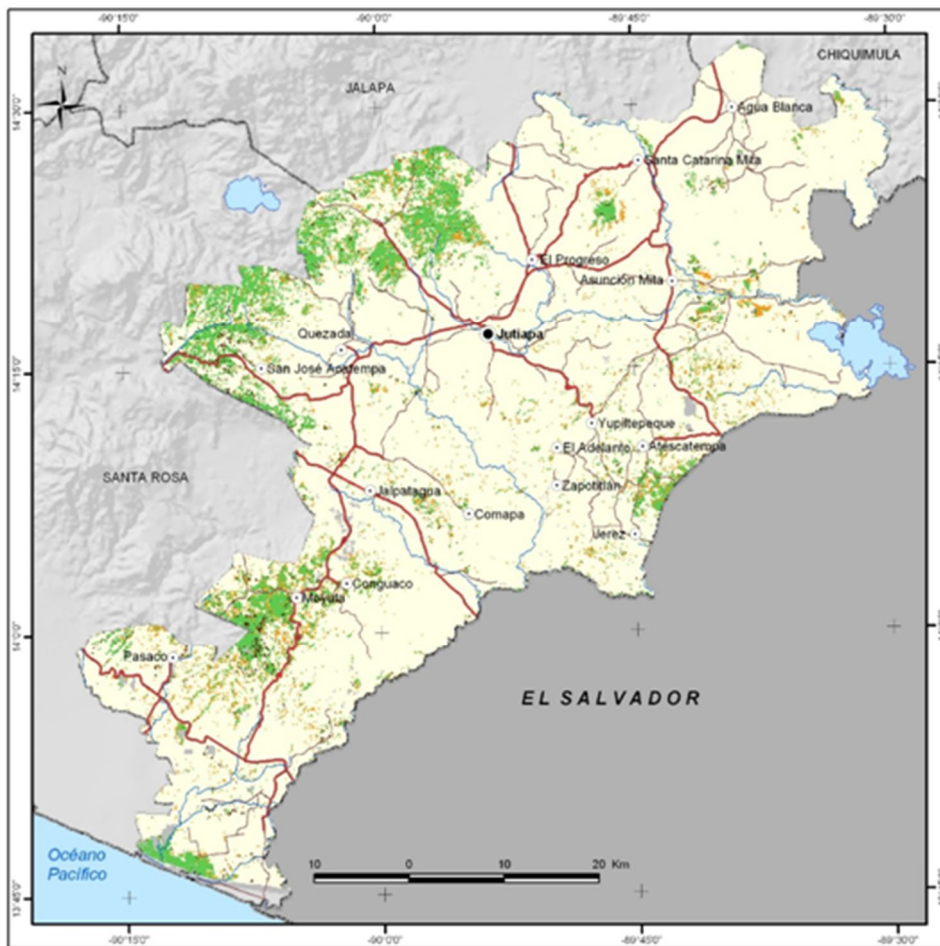 -90°15'0"
-90°0'0"
-89°45'0"
-89°30'0"
CHIQUIMULA
N
JALAPA
14°30'0"
Agua Blanca
Santa Catarina Mita
El Progreso
Asunción Mita
Quezada
Jutiapa
14°15'0"
San José Acatempa
Yupiltepeque
El Adelanto
Atescatempa
SANTA ROSA
Jalpatagua
Zapotitlán
Comapa
Jerez
Conguaco
Moyuta
14°0'0"
Pasaco
EL SALVADOR
Océano
Pacífico
10 0 10 20 Km
13°45'0"
-90°15'0"
-90°0'0"
-89°45'0"
-89°30'0"